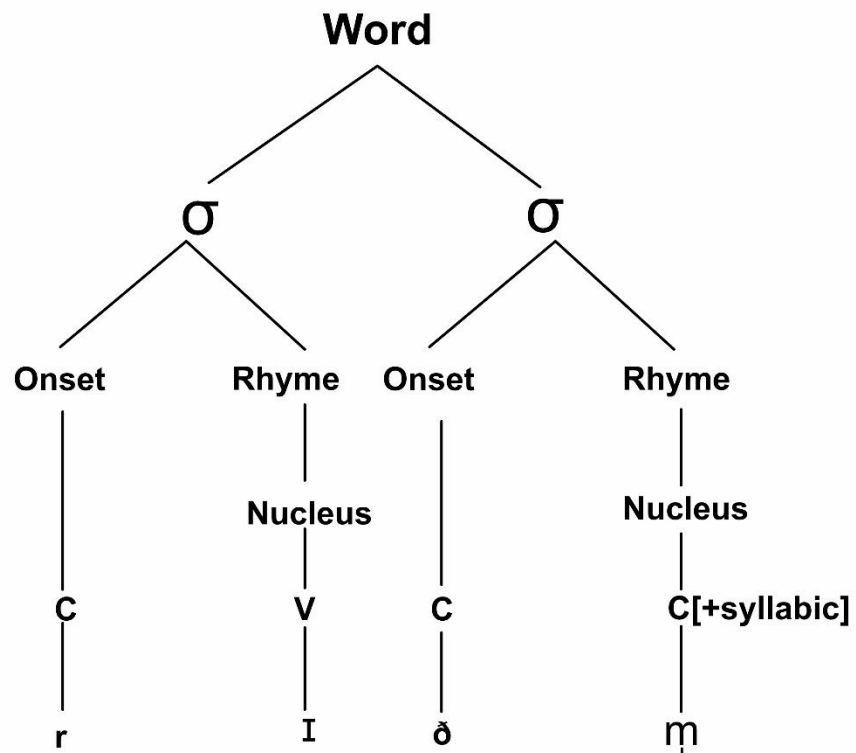 Word
σ σ
Onset Rhyme Onset Rhyme
Nucleus Nucleus
C V C C[+syllabic]
r I ð m̩